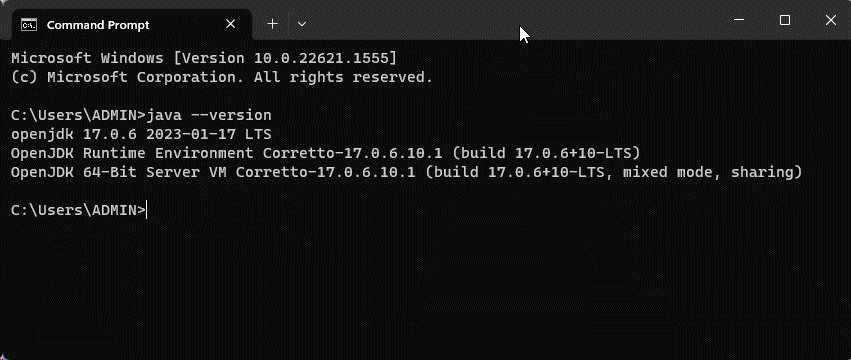 Command Prompt
Microsoft Windows [Version 10.0.22621.1555]
(c) Microsoft Corporation. All rights reserved.
C:\Users\ADMIN>java --version
openjdk 17.0.6 2023-01-17 LTS
OpenJDK Runtime Environment Corretto-17.0.6.10.1 (build 17.0.6+10-LTS)
OpenJDK 64-Bit Server VM Corretto-17.0.6.10.1 (build 17.0.6+10-LTS, mixed mode, sharing)
C:\Users\ADMIN>